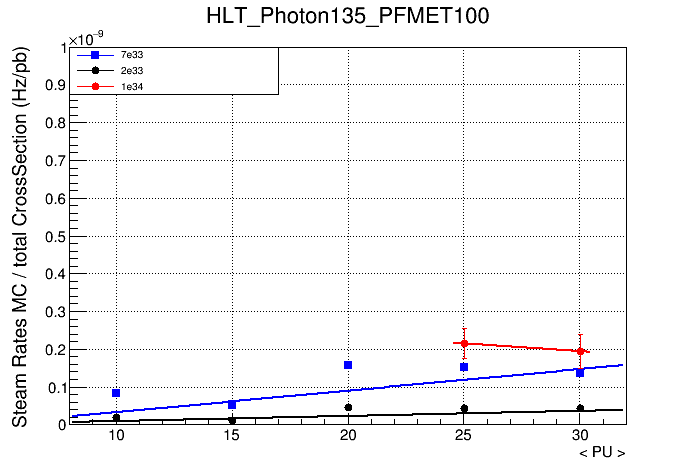 HLT_Photon135_PFMET100
×10⁻⁹
Steam Rates MC / total CrossSection (Hz/pb)
7e33
2e33
1e34
1
0.9
0.8
0.7
0.6
0.5
0.4
0.3
0.2
0.1
0
10 15 20 25 30
< PU >